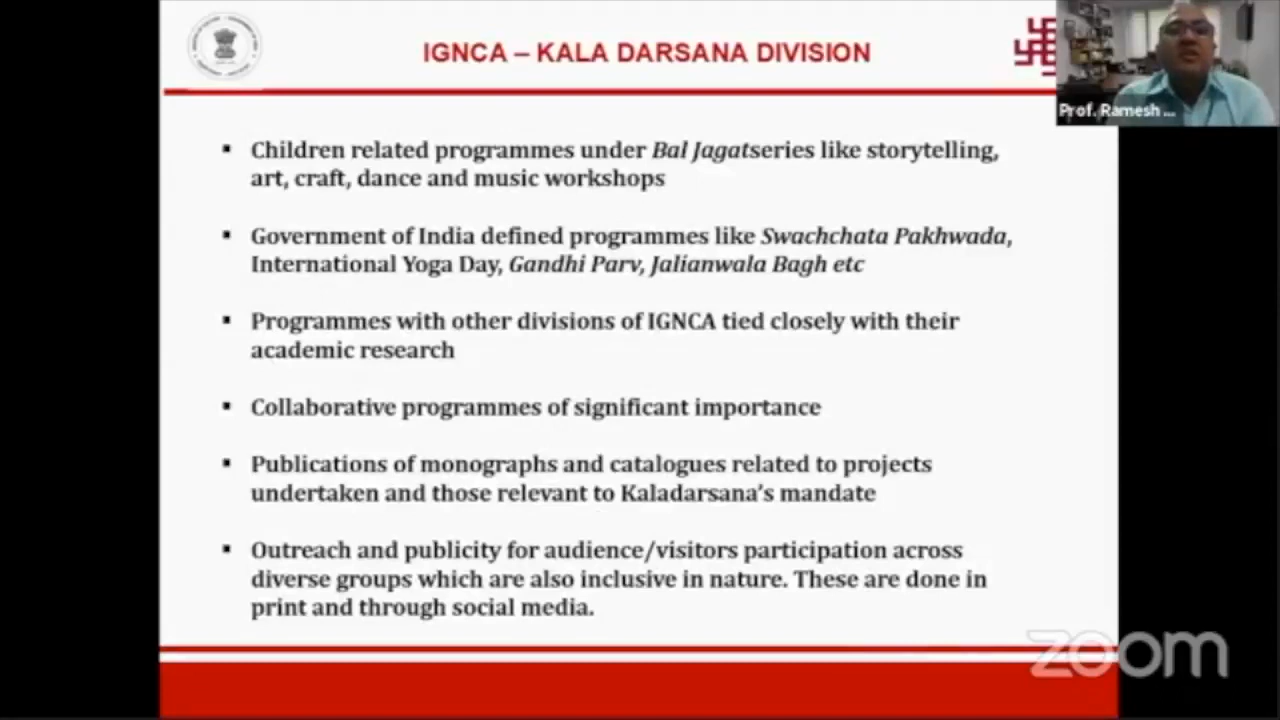 IGNCA – KALA DARSANA DIVISION
Prof. Ramesh ...
▪ Children related programmes under Bal Jagatseries like storytelling,
art, craft, dance and music workshops
▪ Government of India defined programmes like Swachchata Pakhwada,
International Yoga Day, Gandhi Parv, Jalianwala Bagh etc
▪ Programmes with other divisions of IGNCA tied closely with their
academic research
▪ Collaborative programmes of significant importance
▪ Publications of monographs and catalogues related to projects
undertaken and those relevant to Kaladarsana’s mandate
▪ Outreach and publicity for audience/visitors participation across
diverse groups which are also inclusive in nature. These are done in
print and through social media.
zoom